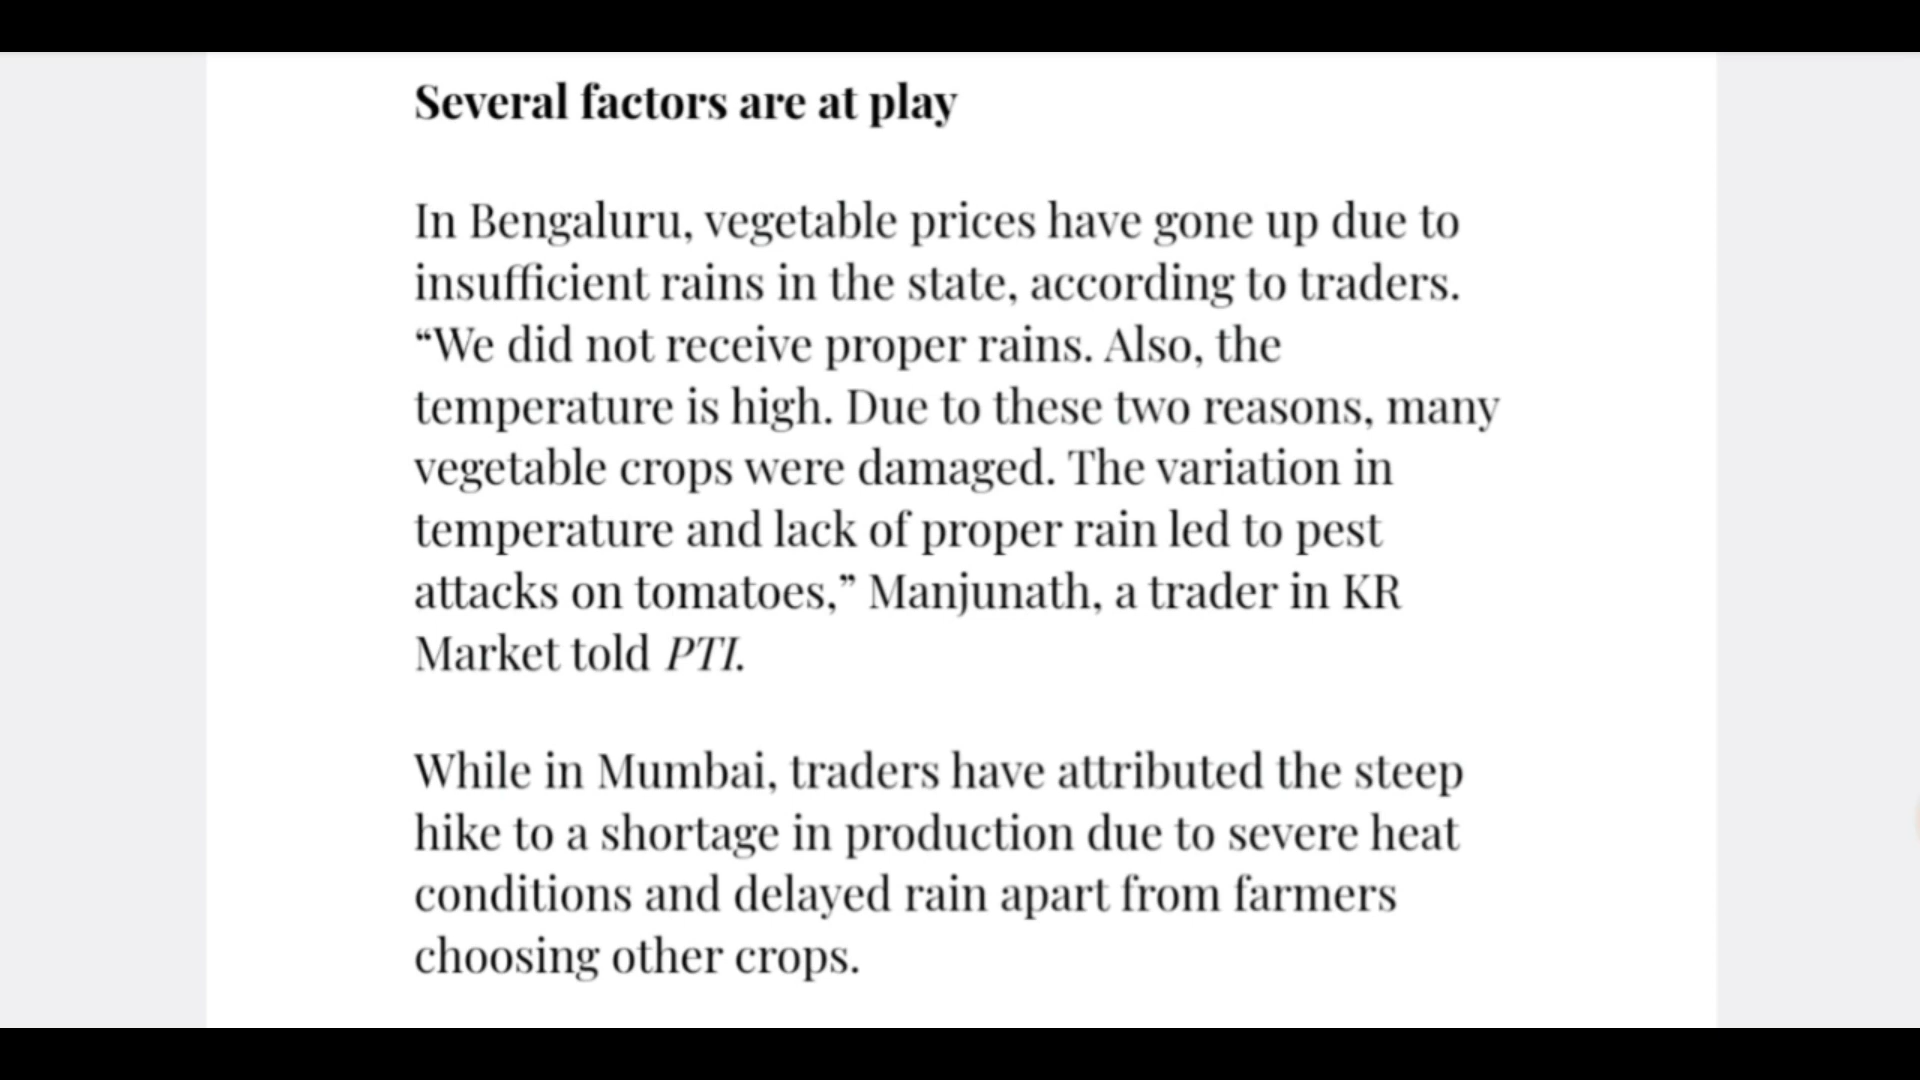 Several factors are at play
In Bengaluru, vegetable prices have gone up due to
insufficient rains in the state, according to traders.
“We did not receive proper rains. Also, the
temperature is high. Due to these two reasons, many
vegetable crops were damaged. The variation in
temperature and lack of proper rain led to pest
attacks on tomatoes,” Manjunath, a trader in KR
Market told PTI.
While in Mumbai, traders have attributed the steep
hike to a shortage in production due to severe heat
conditions and delayed rain apart from farmers
choosing other crops.